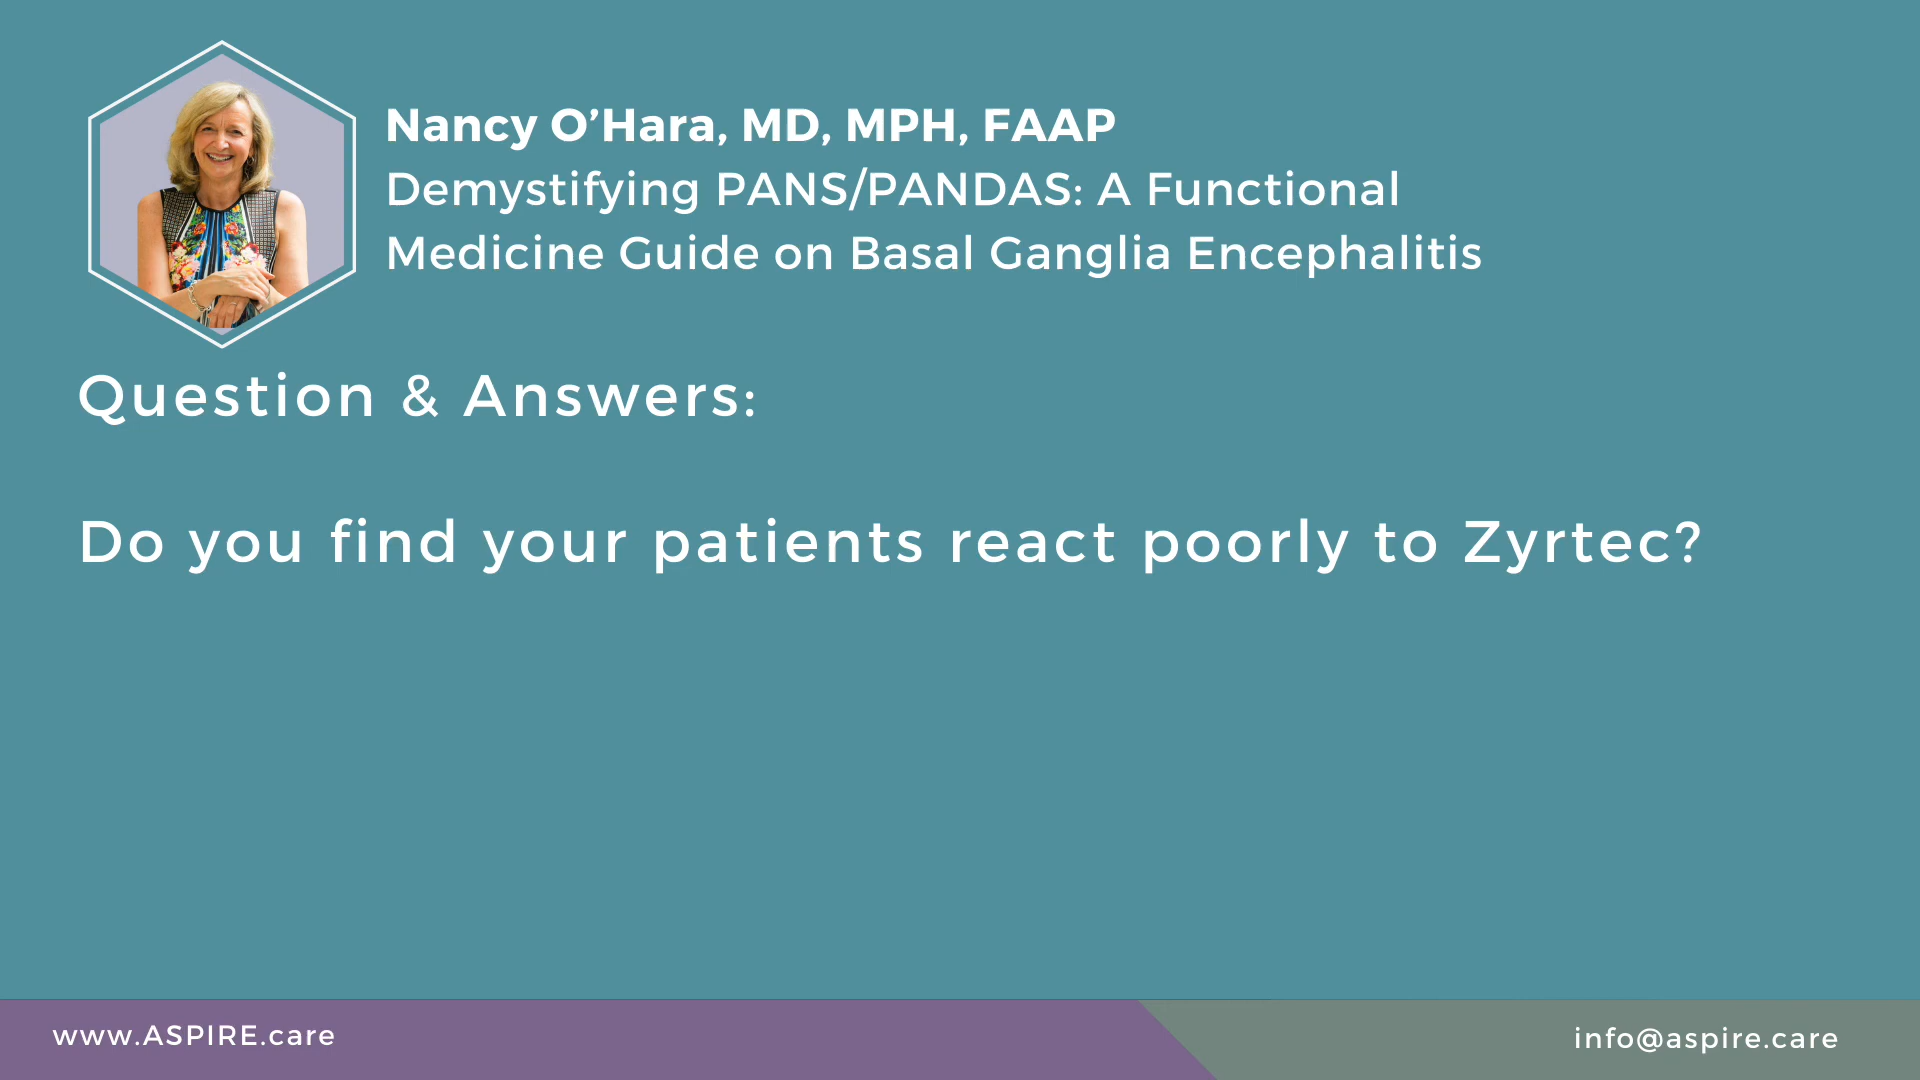 Nancy O’Hara, MD, MPH, FAAP
Demystifying PANS/PANDAS: A Functional
Medicine Guide on Basal Ganglia Encephalitis
Question & Answers:
Do you find your patients react poorly to Zyrtec?
www.ASPIRE.care
info@aspire.care